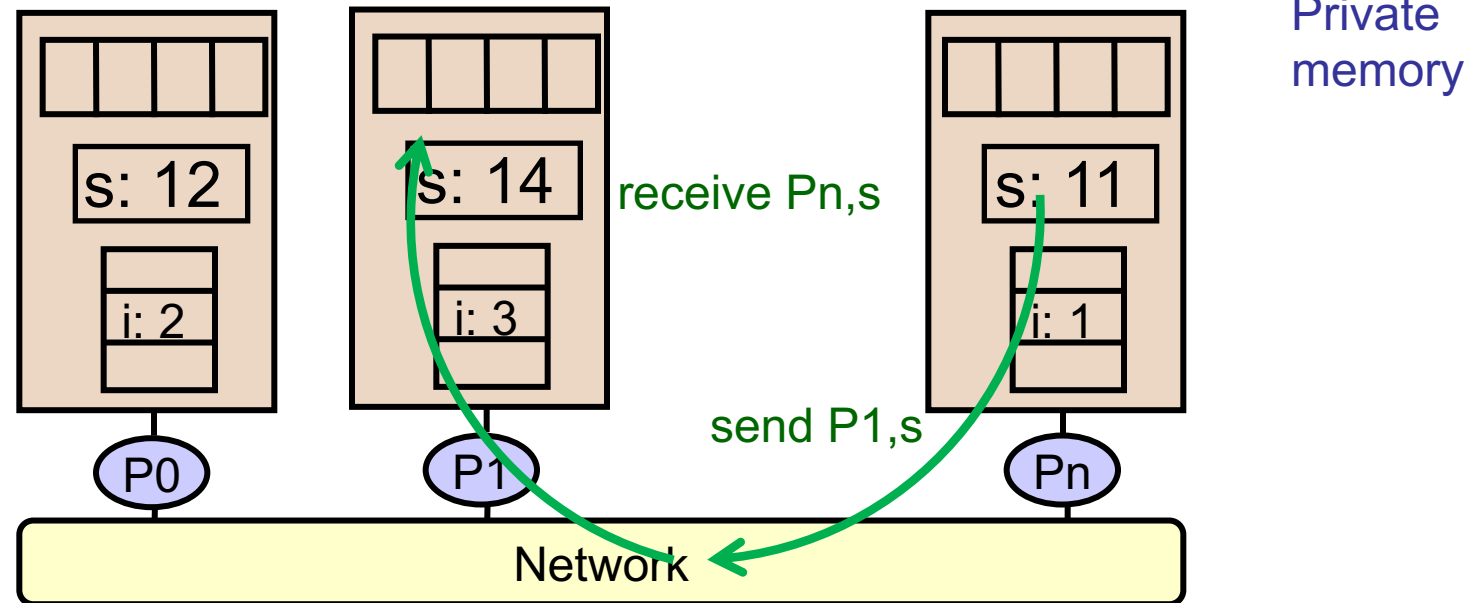 Private
memory
s: 12
s: 14
receive Pn,s
s: 11
i: 2
i: 3
i: 1
send P1,s
P0
P1
Pn
Network